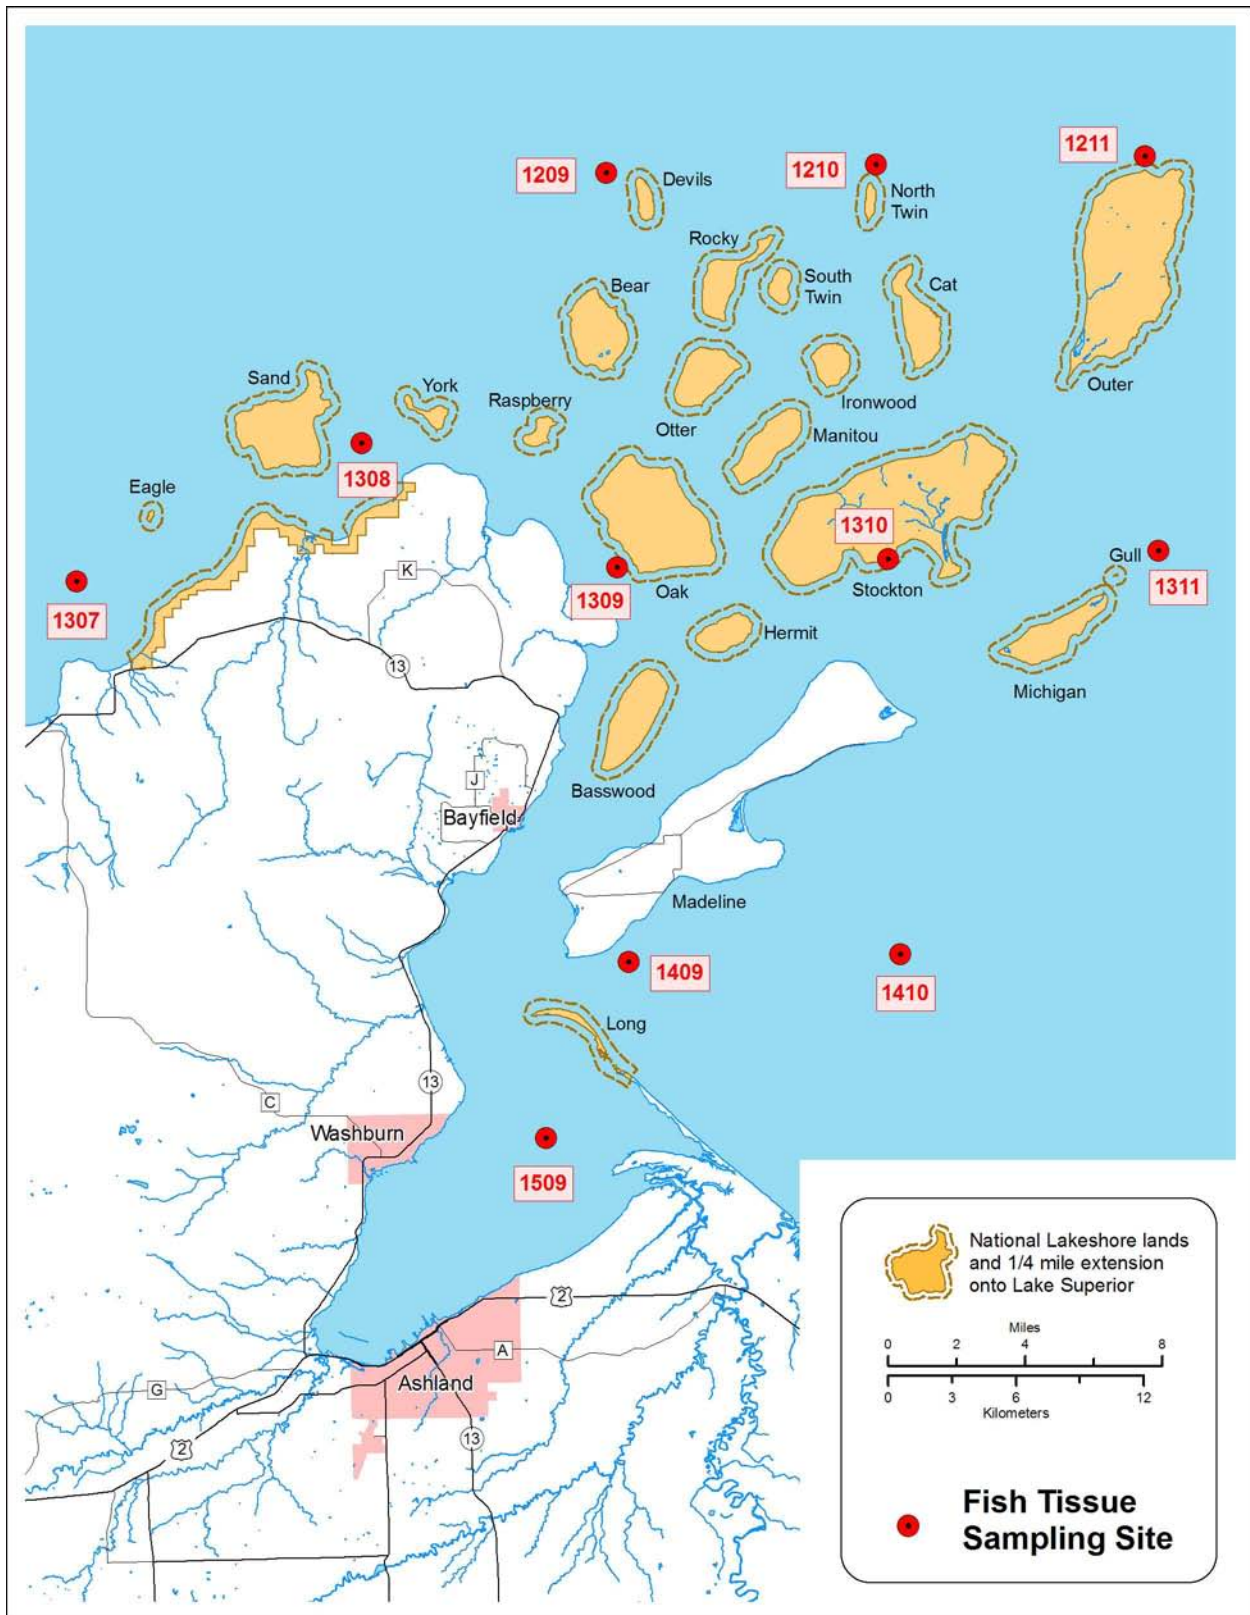 1211
1209
Devils
1210
North
Twin
Rocky
Bear
South
Twin
Cat
Sand
York
Raspberry
Otter
Ironwood
Manitou
Outer
1308
Eagle
1310
Gull
K
1307
1309
Oak
Stockton
1311
Hermit
13
Michigan
J
Basswood
Bayfield
Madeline
1409
1410
Long
13
C
Washburn
1509
National Lakeshore lands
and 1/4 mile extension
onto Lake Superior
2
Miles
0 2 4 8
A
G
Ashland
0 3 6 12
Kilometers
13
2
Fish Tissue
Sampling Site